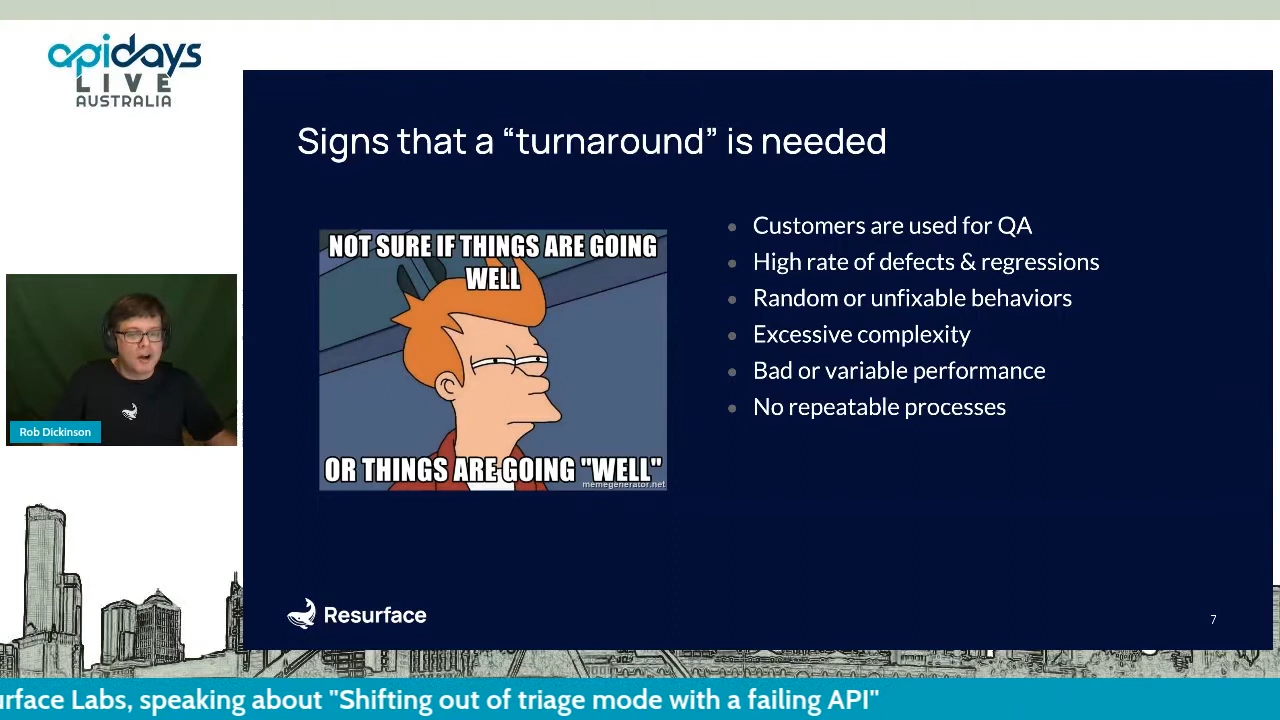 apidays
LIVE
AUSTRALIA
Signs that a “turnaround” is needed
NOT SURE IF THINGS ARE GOING
WELL
OR THINGS ARE GOING "WELL"
memegenerator.net
• Customers are used for QA
• High rate of defects & regressions
• Random or unfixable behaviors
• Excessive complexity
• Bad or variable performance
• No repeatable processes
Rob Dickinson
Resurface
7
urface Labs, speaking about "Shifting out of triage mode with a failing API"